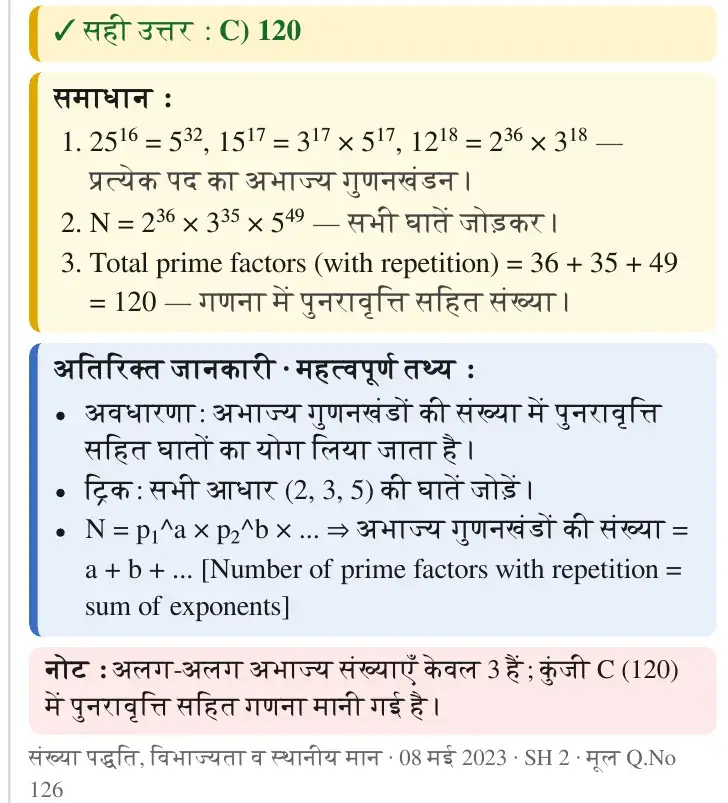 ✓ सही उत्तर : C) 120
समाधान :
1. 25¹⁶ = 5³², 15¹⁷ = 3¹⁷ × 5¹⁷, 12¹⁸ = 2³⁶ × 3¹⁸ —
प्रत्येक पद का अभाज्य गुणनखंडन।
2. N = 2³⁶ × 3³⁵ × 5⁴⁹ — सभी घातें जोड़कर।
3. Total prime factors (with repetition) = 36 + 35 + 49
= 120 — गणना में पुनरावृत्ति सहित संख्या।
अतिरिक्त जानकारी · महत्वपूर्ण तथ्य :
• अवधारणा : अभाज्य गुणनखंडों की संख्या में पुनरावृत्ति
सहित घातों का योग लिया जाता है।
• ट्रिक : सभी आधार (2, 3, 5) की घातें जोड़ें।
• N = p₁^a × p₂^b × ... ⇒ अभाज्य गुणनखंडों की संख्या =
a + b + ... [Number of prime factors with repetition =
sum of exponents]
नोट : अलग-अलग अभाज्य संख्याएँ केवल 3 हैं; कुंजी C (120)
में पुनरावृत्ति सहित गणना मानी गई है।
संख्या पद्धति, विभाज्यता व स्थानीय मान · 08 मई 2023 · SH 2 · मूल Q.No
126